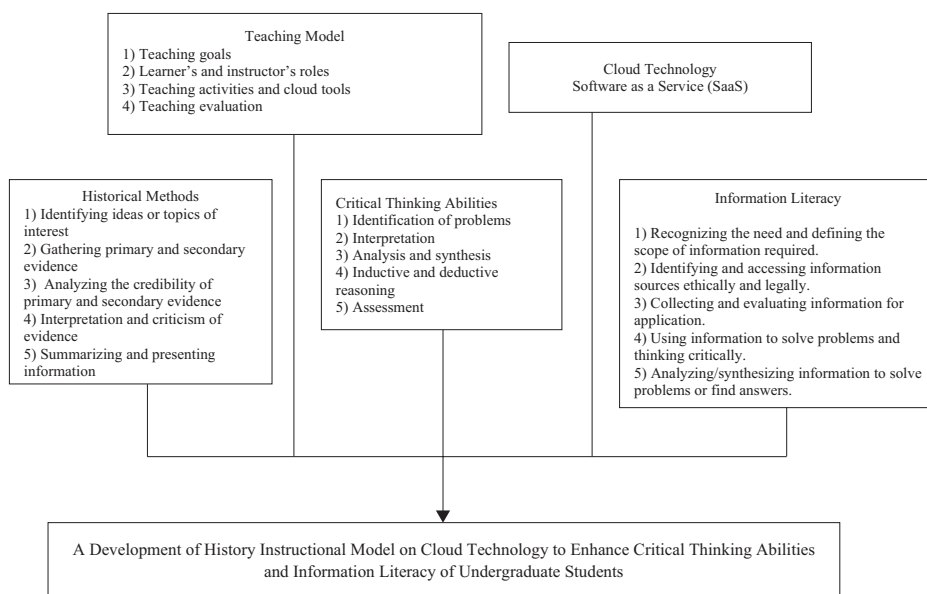 Teaching Model
1) Teaching goals
2) Learner's and instructor's roles
3) Teaching activities and cloud tools
4) Teaching evaluation
Cloud Technology
Software as a Service (SaaS)
Historical Methods
1) Identifying ideas or topics of
interest
2) Gathering primary and secondary
evidence
3) Analyzing the credibility of
primary and secondary evidence
4) Interpretation and criticism of
evidence
5) Summarizing and presenting
information
Critical Thinking Abilities
1) Identification of problems
2) Interpretation
3) Analysis and synthesis
4) Inductive and deductive
reasoning
5) Assessment
Information Literacy
1) Recognizing the need and defining the
scope of information required.
2) Identifying and accessing information
sources ethically and legally.
3) Collecting and evaluating information for
application.
4) Using information to solve problems and
thinking critically.
5) Analyzing/synthesizing information to solve
problems or find answers.
A Development of History Instructional Model on Cloud Technology to Enhance Critical Thinking Abilities
and Information Literacy of Undergraduate Students